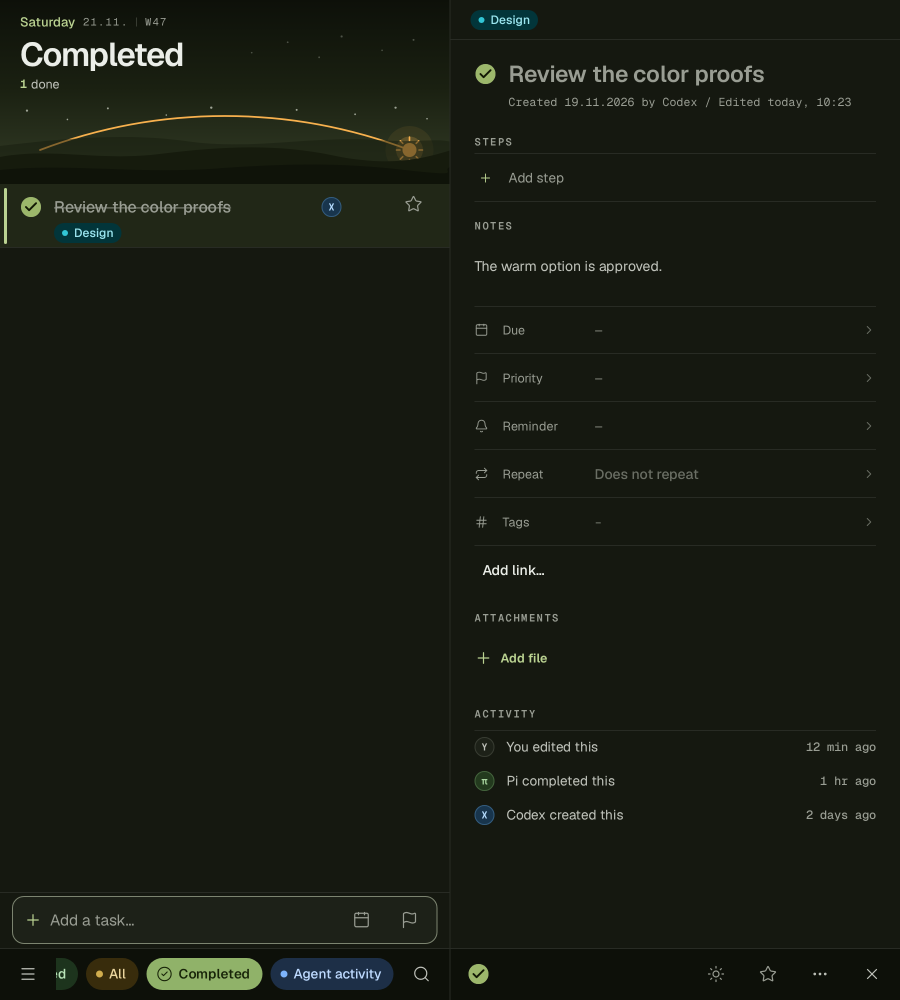 Saturday 21.11. | W47
Completed
1 done
Review the color proofs X
Design
Add a task…
ed All Completed Agent activity
Design
Review the color proofs
Created 19.11.2026 by Codex / Edited today, 10:23
STEPS
Add step
NOTES
The warm option is approved.
Due –
Priority –
Reminder –
Repeat Does not repeat
Tags -
Add link…
ATTACHMENTS
Add file
ACTIVITY
Y You edited this 12 min ago
π Pi completed this 1 hr ago
X Codex created this 2 days ago